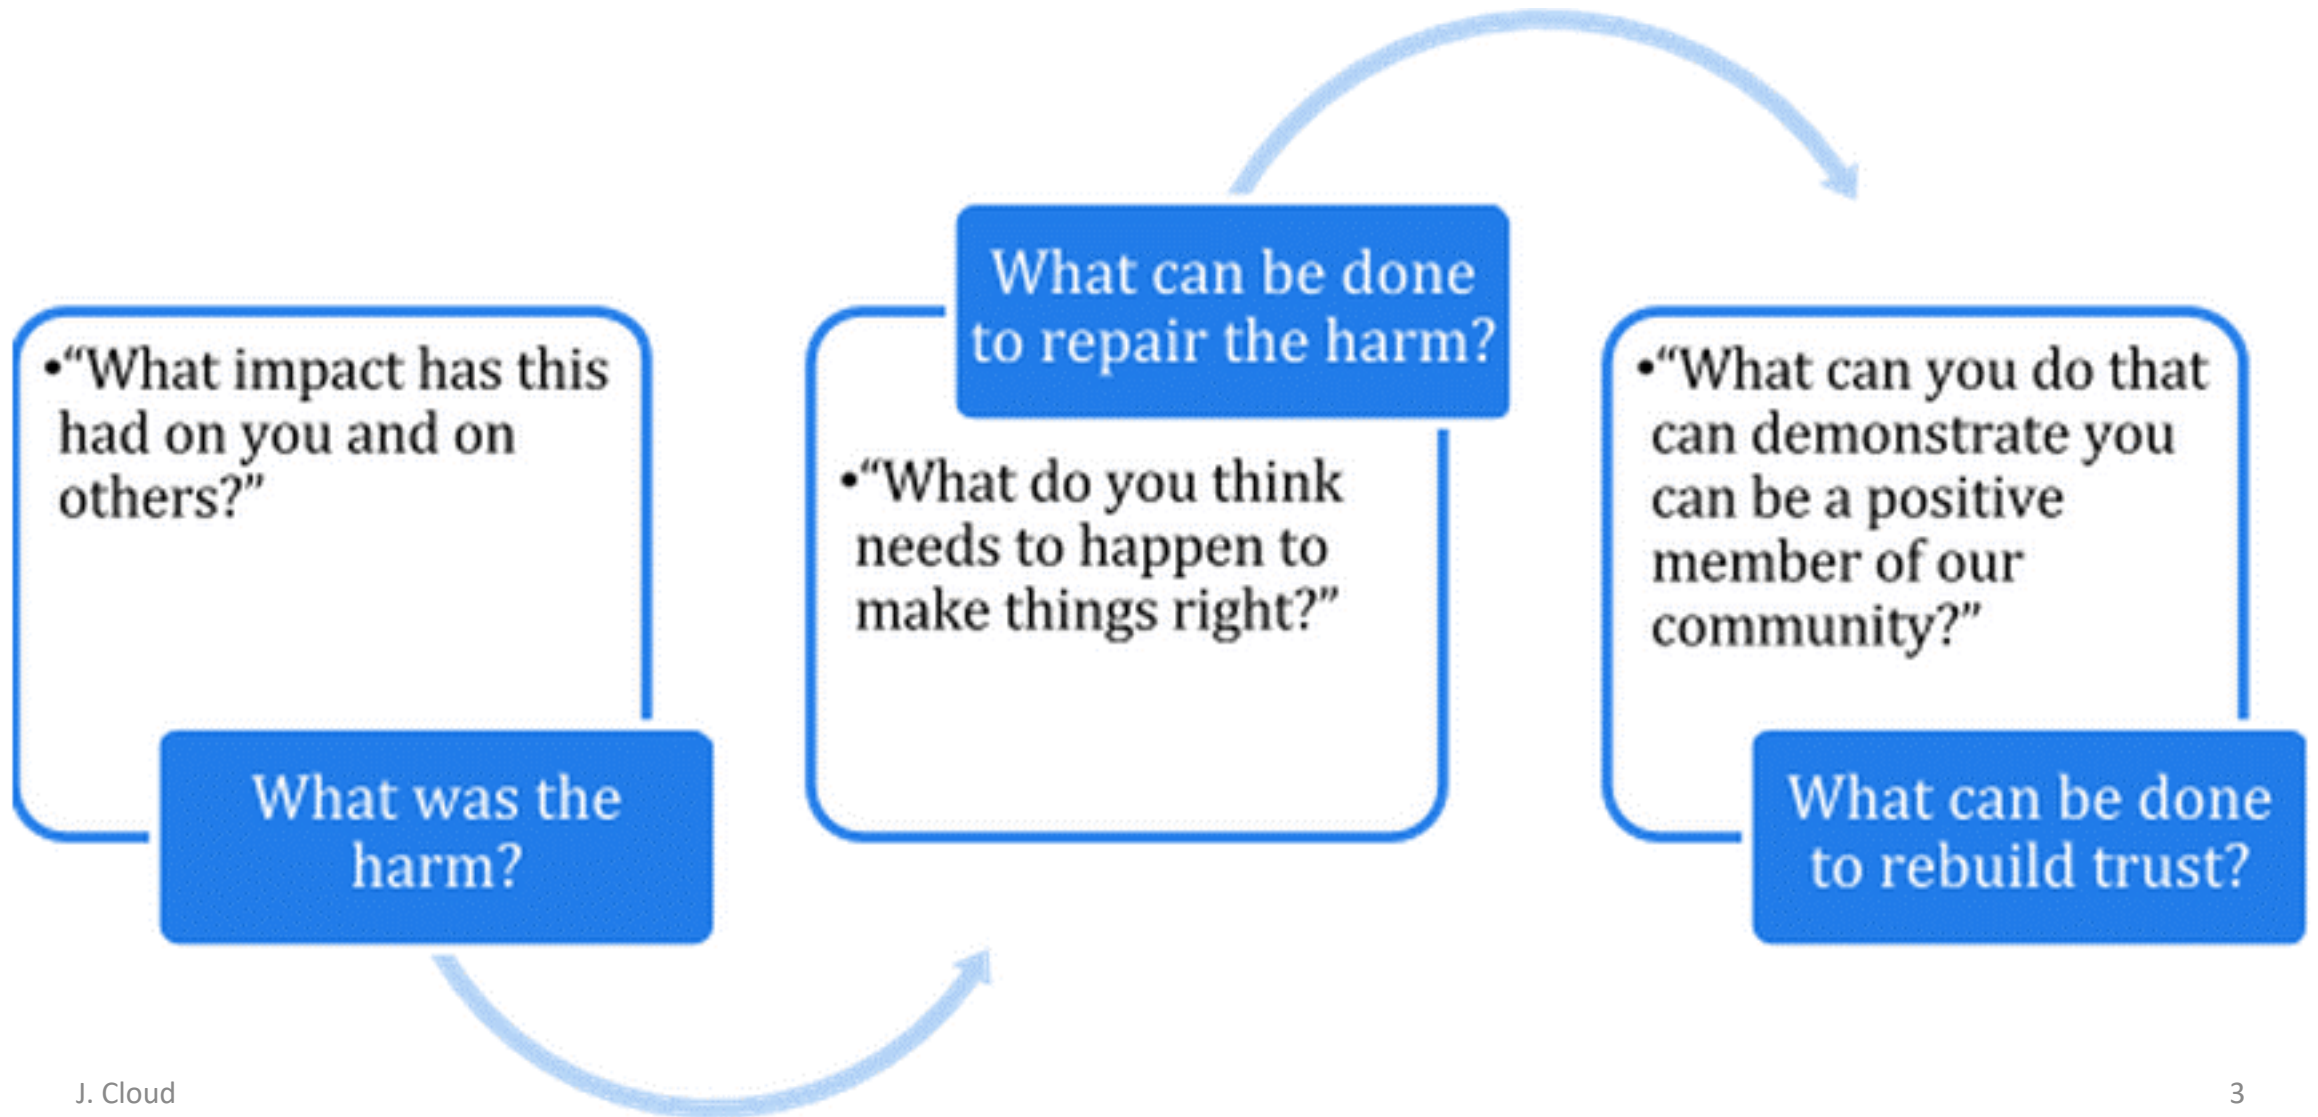 •“What impact has this
had on you and on
others?”
What was the
harm?
What can be done
to repair the harm?
•“What do you think
needs to happen to
make things right?”
•“What can you do that
can demonstrate you
can be a positive
member of our
community?”
What can be done
to rebuild trust?
J. Cloud
3